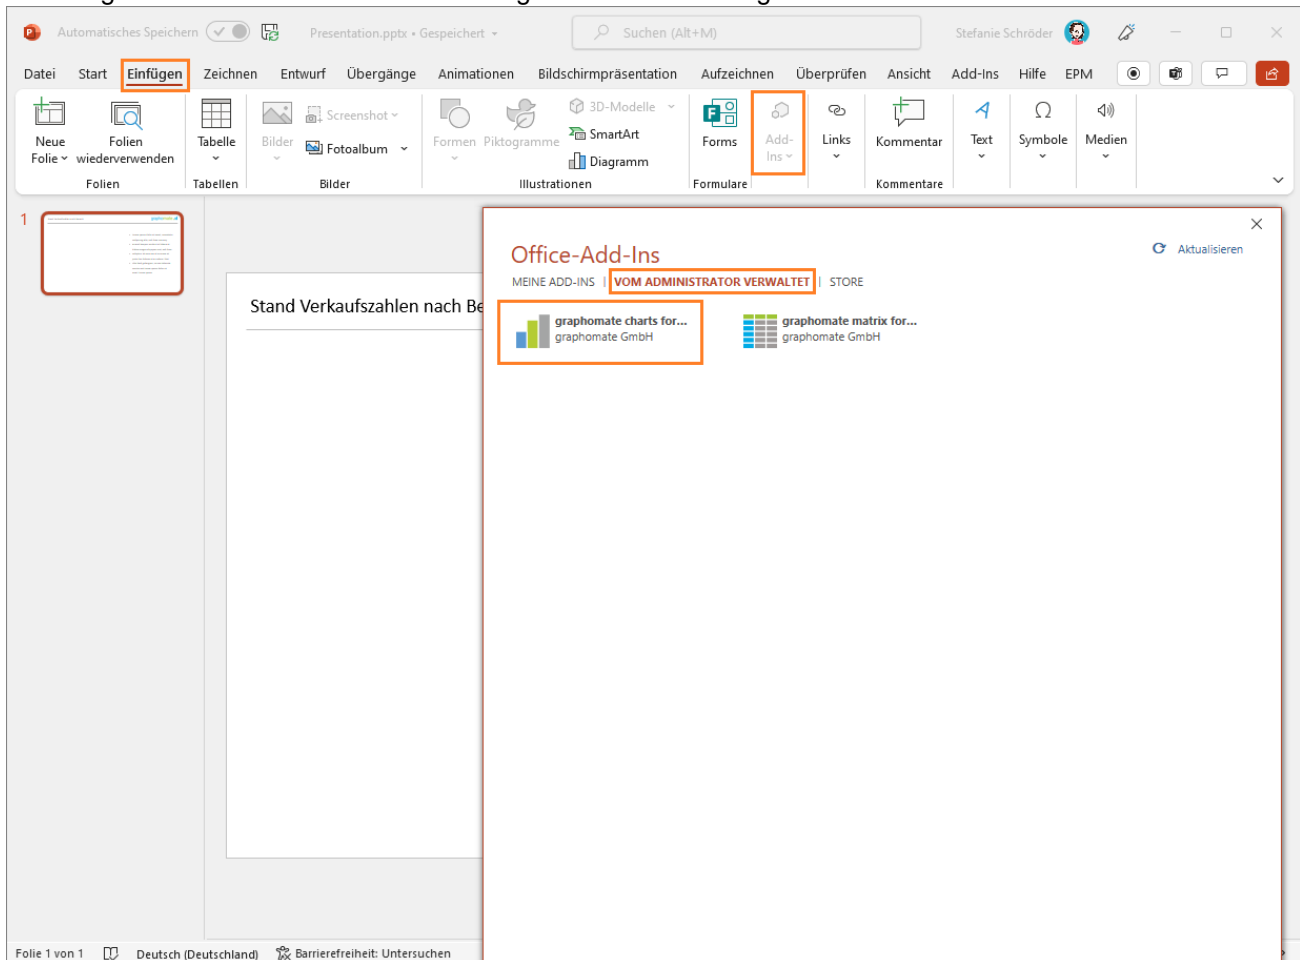 Automatisches Speichern
Presentation.pptx • Gespeichert
Suchen (Alt+M)
Stefanie Schröder
Datei Start Einfügen Zeichnen Entwurf Übergänge Animationen Bildschirmpräsentation Aufzeichnen Überprüfen Ansicht Add-Ins Hilfe EPM
Neue Folie
Folien wiederverwenden
Tabelle
Bilder
Screenshot
Fotoalbum
Formen
Piktogramme
3D-Modelle
SmartArt
Diagramm
Forms
Add-Ins
Links
Kommentar
Text
Symbole
Medien
Folien Tabellen Bilder Illustrationen Formulare Kommentare
1
Stand Verkaufszahlen nach Be
Office-Add-Ins
Aktualisieren
MEINE ADD-INS | VOM ADMINISTRATOR VERWALTET | STORE
graphomate charts for...
graphomate GmbH
graphomate matrix for...
graphomate GmbH
Folie 1 von 1 Deutsch (Deutschland) Barrierefreiheit: Untersuchen